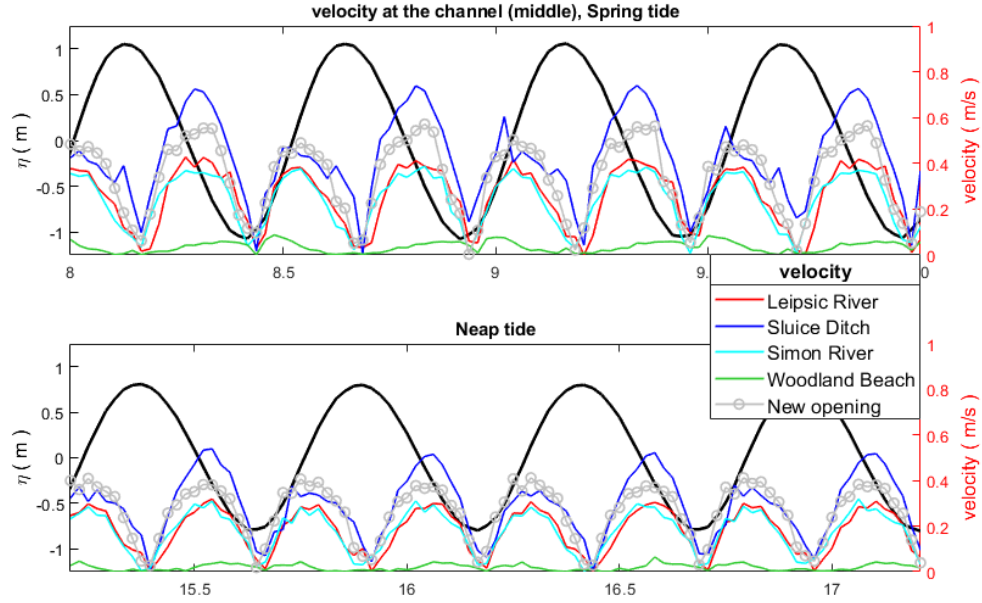 velocity at the channel (middle), Spring tide
1
0.5
0
-0.5
-1
η ( m )
1
0.8
0.6
0.4
0.2
0
velocity ( m/s )
8 8.5 9 9. 0
velocity
Leipsic River
Sluice Ditch
Simon River
Woodland Beach
New opening
Neap tide
1
0.5
0
-0.5
-1
η ( m )
1
0.8
0.6
0.4
0.2
0
velocity ( m/s )
15.5 16 16.5 17